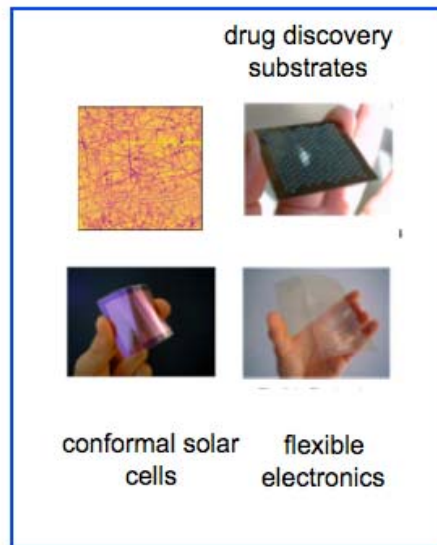 drug discovery
substrates
conformal solar
cells
flexible
electronics